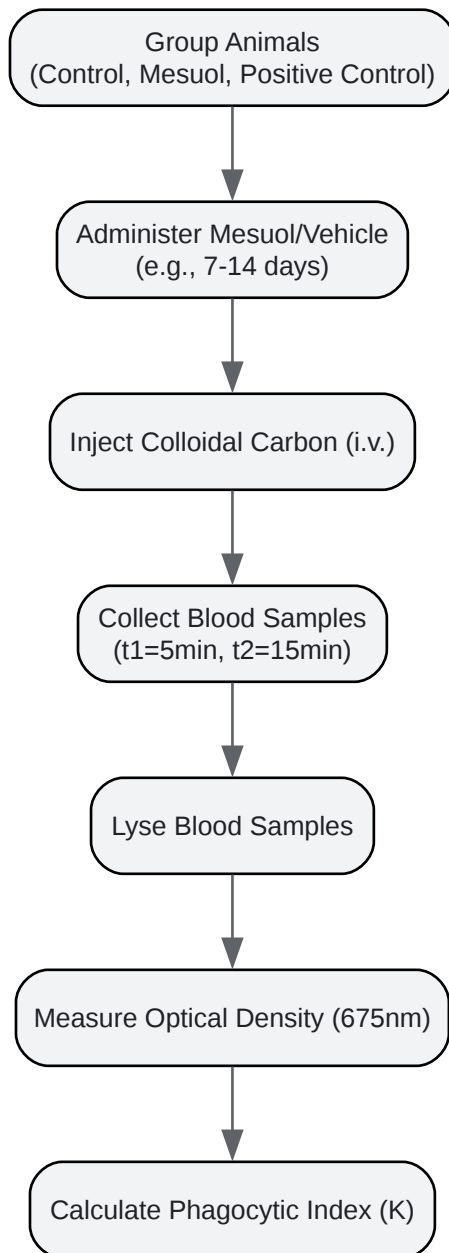 Group Animals
(Control, Mesuol, Positive Control)
Administer Mesuol/Vehicle
(e.g., 7-14 days)
Inject Colloidal Carbon (i.v.)
Collect Blood Samples
(t1=5min, t2=15min)
Lyse Blood Samples
Measure Optical Density (675nm)
Calculate Phagocytic Index (K)